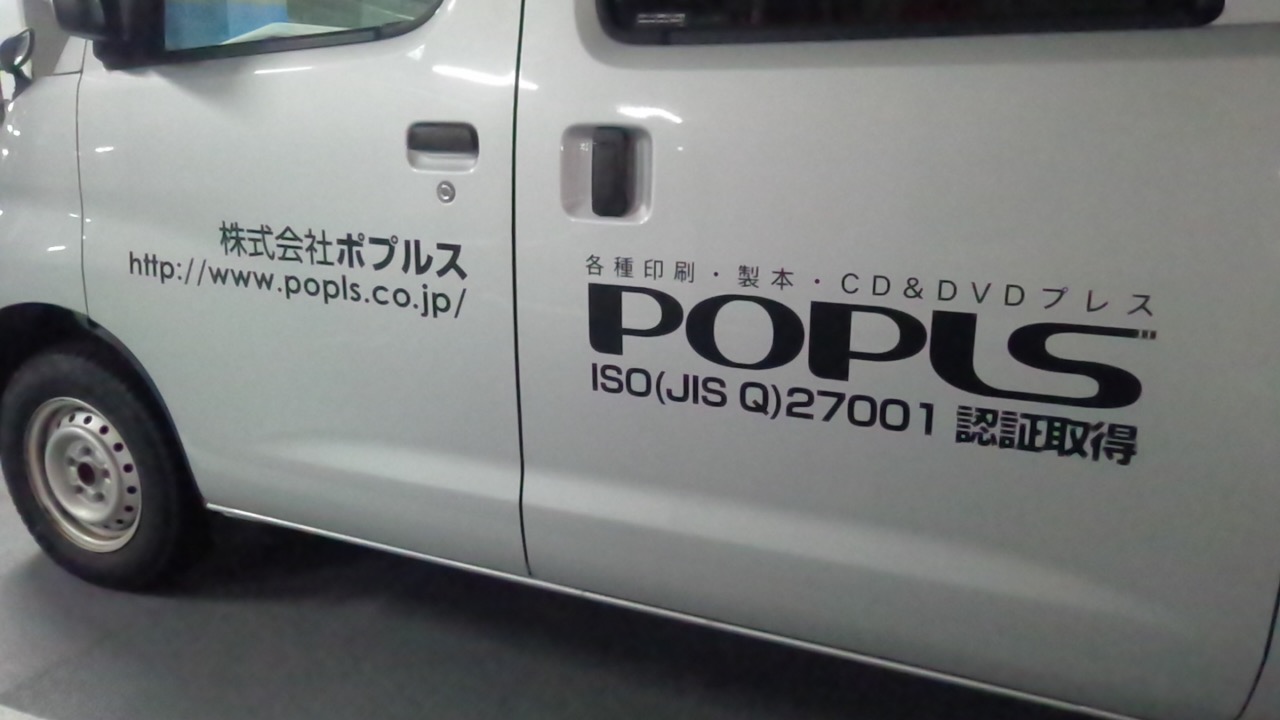 株式会社ポプルス
http://www.popls.co.jp/
各種印刷・製本・CD&DVDプレス
POPLS
ISO(JIS Q)27001 認証取得